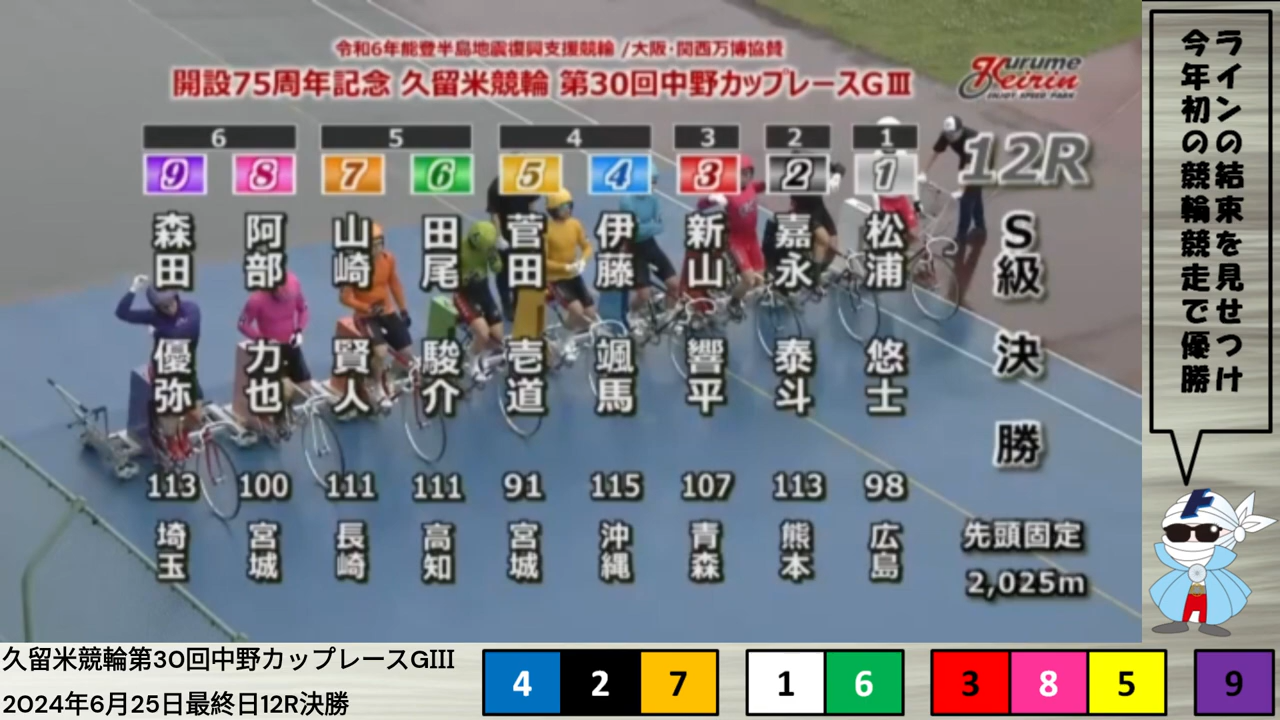 令和6年能登半島地震復興支援競輪 /大阪・関西万博協賛
開設75周年記念 久留米競輪 第30回中野カップレースGⅢ
Kurume
Keirin
ENJOY SPEED PARK
6 5 4 3 2 1
9 8 7 6 5 4 3 2 1
12R
S級決勝
先頭固定
2,025m
松浦悠士
98
広島
嘉永泰斗
113
熊本
新山響平
107
青森
伊藤颯馬
115
沖縄
菅田壱道
91
宮城
田尾駿介
111
高知
山崎賢人
111
長崎
阿部力也
100
宮城
森田優弥
113
埼玉
ラインの結束を見せつけ
今年初の競輪競走で優勝
久留米競輪第30回中野カップレースGIII
2024年6月25日最終日12R決勝
4 2 7 1 6 3 8 5 9